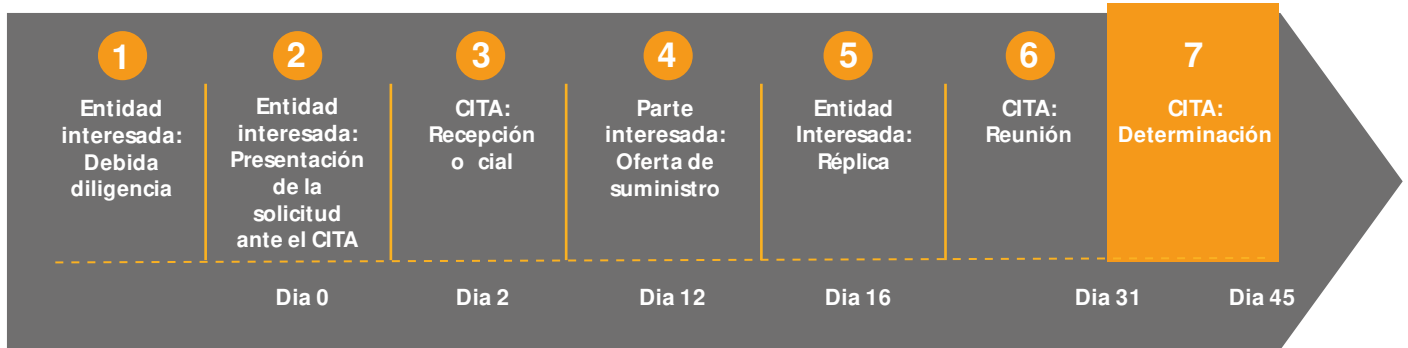 1
Entidad
interesada:
Debida
diligencia
2
Entidad
interesada:
Presentación
de la
solicitud
ante el CITA
3
CITA:
Recepción
o cial
4
Parte
interesada:
Oferta de
suministro
5
Entidad
Interesada:
Réplica
6
CITA:
Reunión
7
CITA:
Determinación
Dia 0
Dia 2
Dia 12
Dia 16
Dia 31
Dia 45